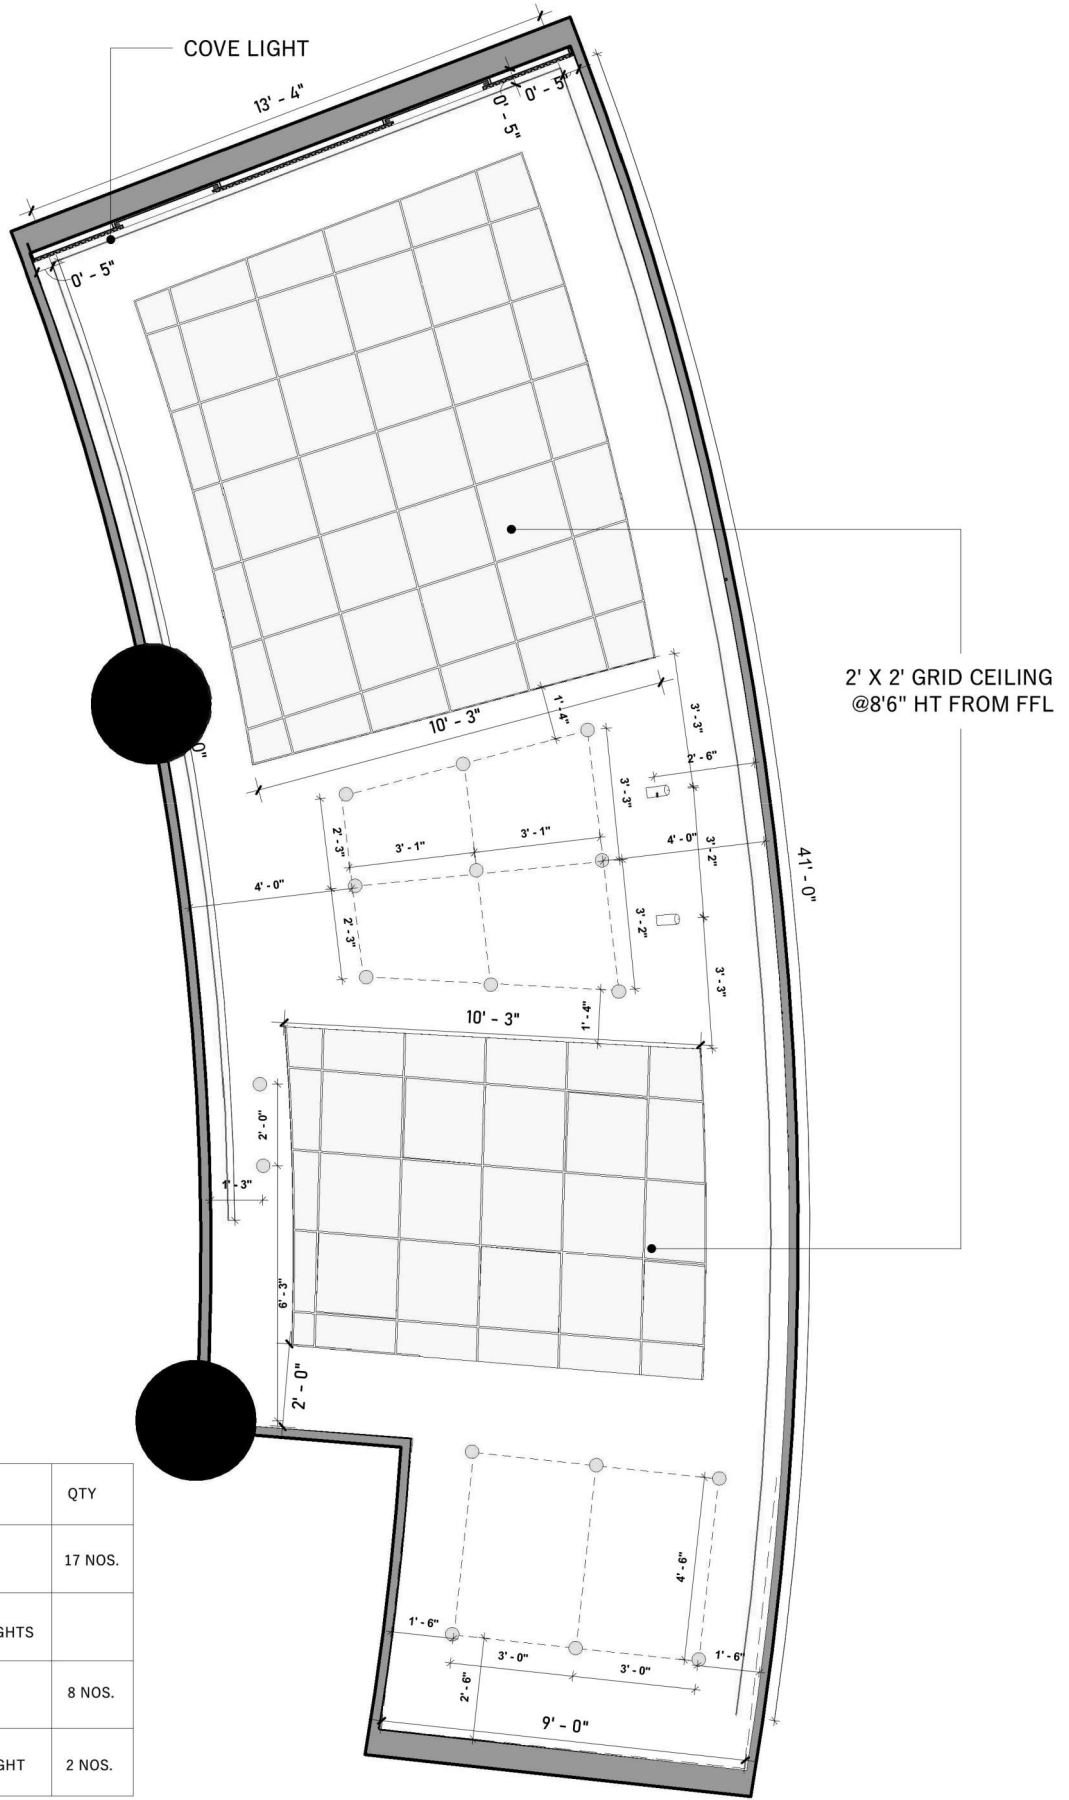 COVE LIGHT
13' - 4"
0' - 5"
0' - 5"
0' - 5"
2' X 2' GRID CEILING
@8'6" HT FROM FFL
10' - 3"
1' - 4"
3' - 3"
2' - 6"
3' - 3"
2' - 3"
3' - 1"
3' - 1"
4' - 0"
3' - 2"
41' - 0"
4' - 0"
2' - 3"
3' - 2"
3' - 3"
1' - 4"
10' - 3"
2' - 0"
1' - 3"
6' - 3"
2' - 0"
4' - 6"
1' - 6"
3' - 0"
3' - 0"
1' - 6"
2' - 6"
9' - 0"
QTY
17 NOS.
GHTS
8 NOS.
GHT
2 NOS.